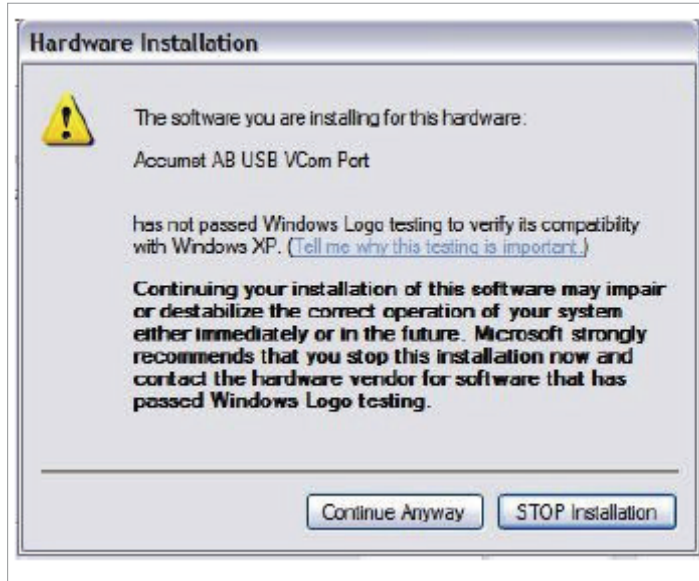 Hardware Installation
The software you are installing for this hardware:
Accumet AB USB VCom Port
has not passed Windows Logo testing to verify its compatibility
with Windows XP. (Tell me why this testing is important.)
Continuing your installation of this software may impair
or destabilize the correct operation of your system
either immediately or in the future. Microsoft strongly
recommends that you stop this installation now and
contact the hardware vendor for software that has
passed Windows Logo testing.
Continue Anyway
STOP Installation